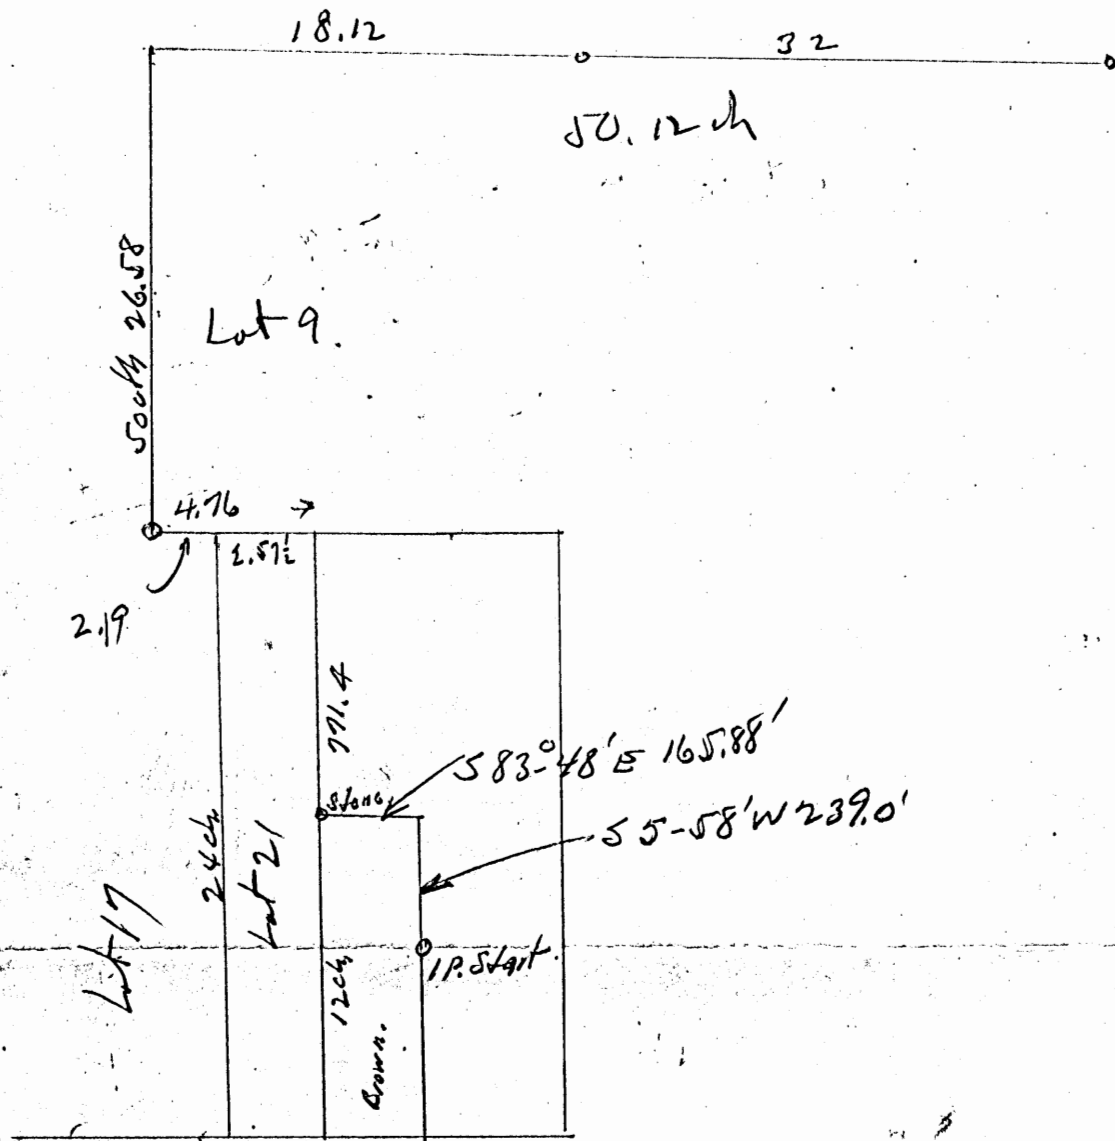 18.12
32
50.12 ch
South 26.58
Lot 9.
4.76
2.57½
2.19
771.4
S 83°-48' E 165.88'
Stone
S 5-58' W 239.0'
24 ch
Lot 21
Lot 17
I.P. Start.
12 ch,
Brown.